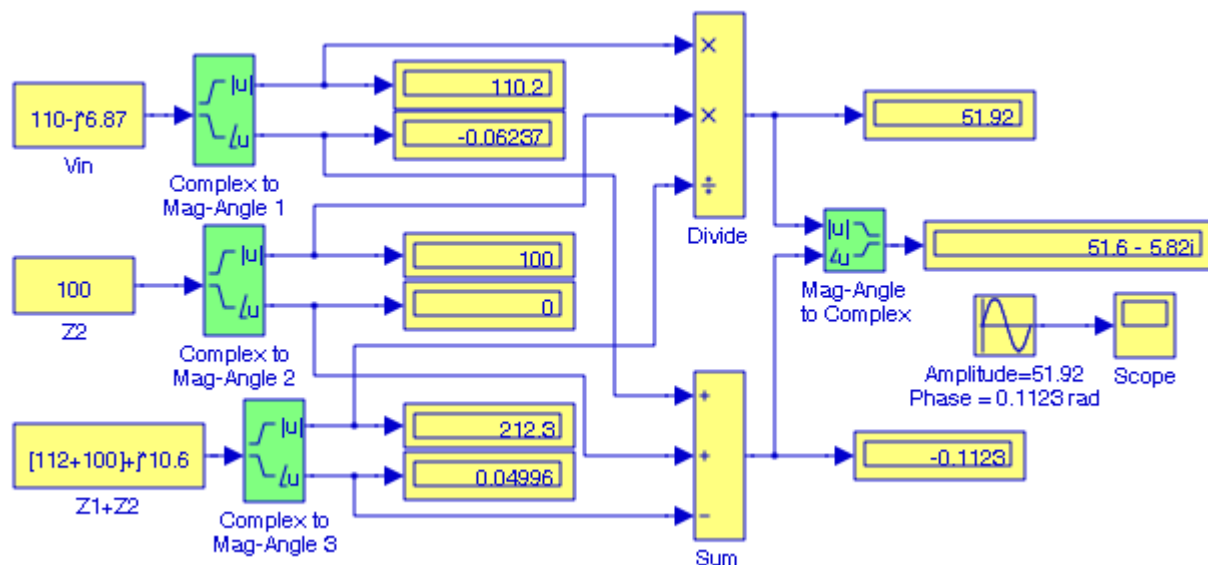 110-j*6.87
Vin
|u|
∠u
Complex to
Mag-Angle 1
110.2
-0.06237
×
×
÷
Divide
51.92
100
Z2
|u|
∠u
Complex to
Mag-Angle 2
100
0
|u|
∠u
Mag-Angle
to Complex
51.6 - 5.82i
Amplitude=51.92
Phase = 0.1123 rad
Scope
[112+100]+j*10.6
Z1+Z2
|u|
∠u
Complex to
Mag-Angle 3
212.3
0.04996
+
+
−
Sum
-0.1123